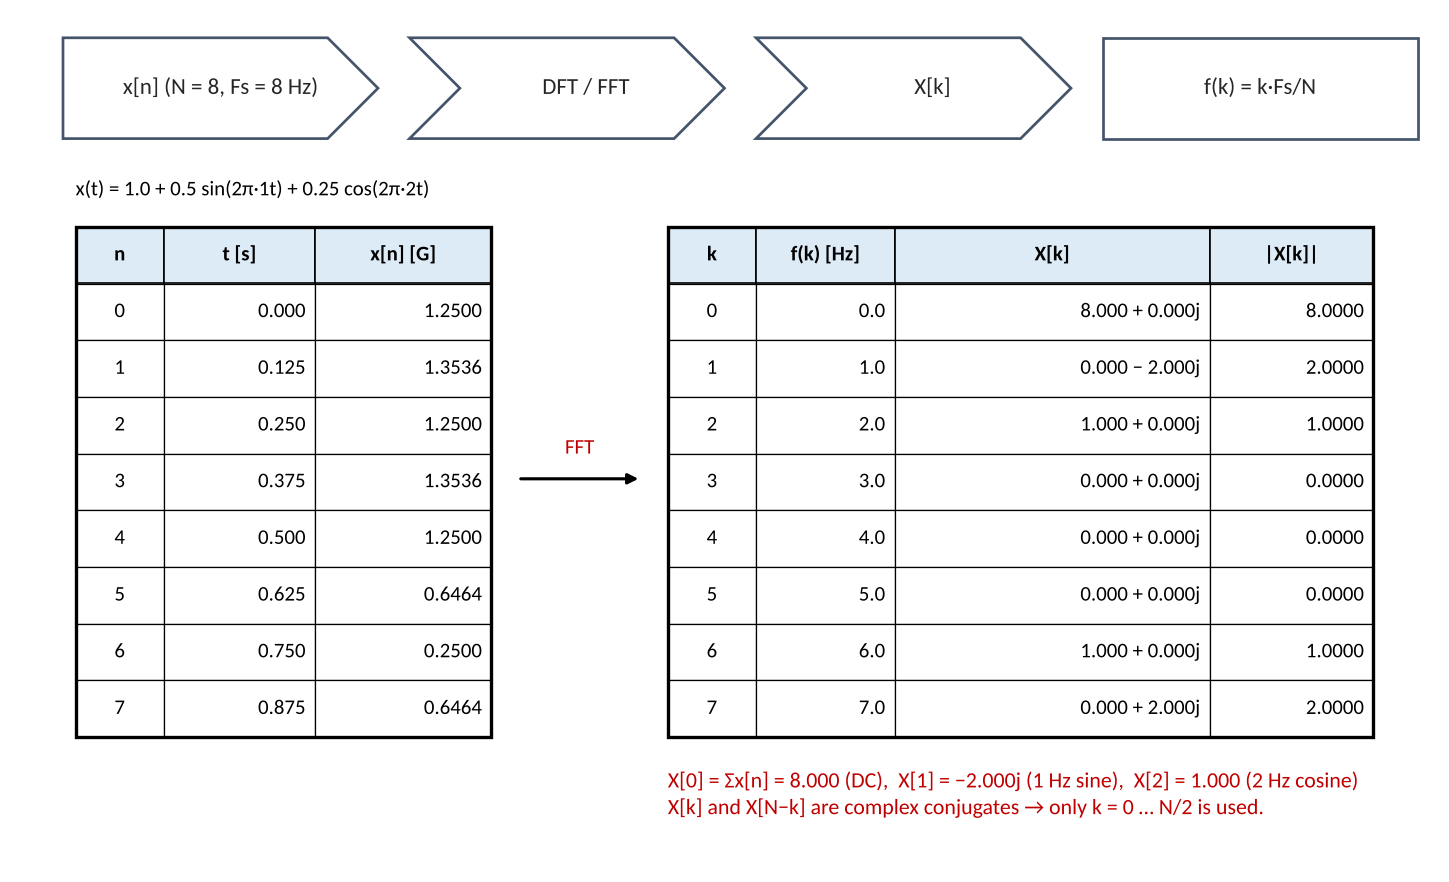 x[n] (N = 8, Fs = 8 Hz)
DFT / FFT
X[k]
f(k) = k·Fs/N
x(t) = 1.0 + 0.5 sin(2π·1t) + 0.25 cos(2π·2t)
n t [s] x[n] [G]
0 0.000 1.2500
1 0.125 1.3536
2 0.250 1.2500
3 0.375 1.3536
4 0.500 1.2500
5 0.625 0.6464
6 0.750 0.2500
7 0.875 0.6464
FFT
k f(k) [Hz] X[k] |X[k]|
0 0.0 8.000 + 0.000j 8.0000
1 1.0 0.000 − 2.000j 2.0000
2 2.0 1.000 + 0.000j 1.0000
3 3.0 0.000 + 0.000j 0.0000
4 4.0 0.000 + 0.000j 0.0000
5 5.0 0.000 + 0.000j 0.0000
6 6.0 1.000 + 0.000j 1.0000
7 7.0 0.000 + 2.000j 2.0000
X[0] = Σx[n] = 8.000 (DC), X[1] = −2.000j (1 Hz sine), X[2] = 1.000 (2 Hz cosine)
X[k] and X[N−k] are complex conjugates → only k = 0 … N/2 is used.